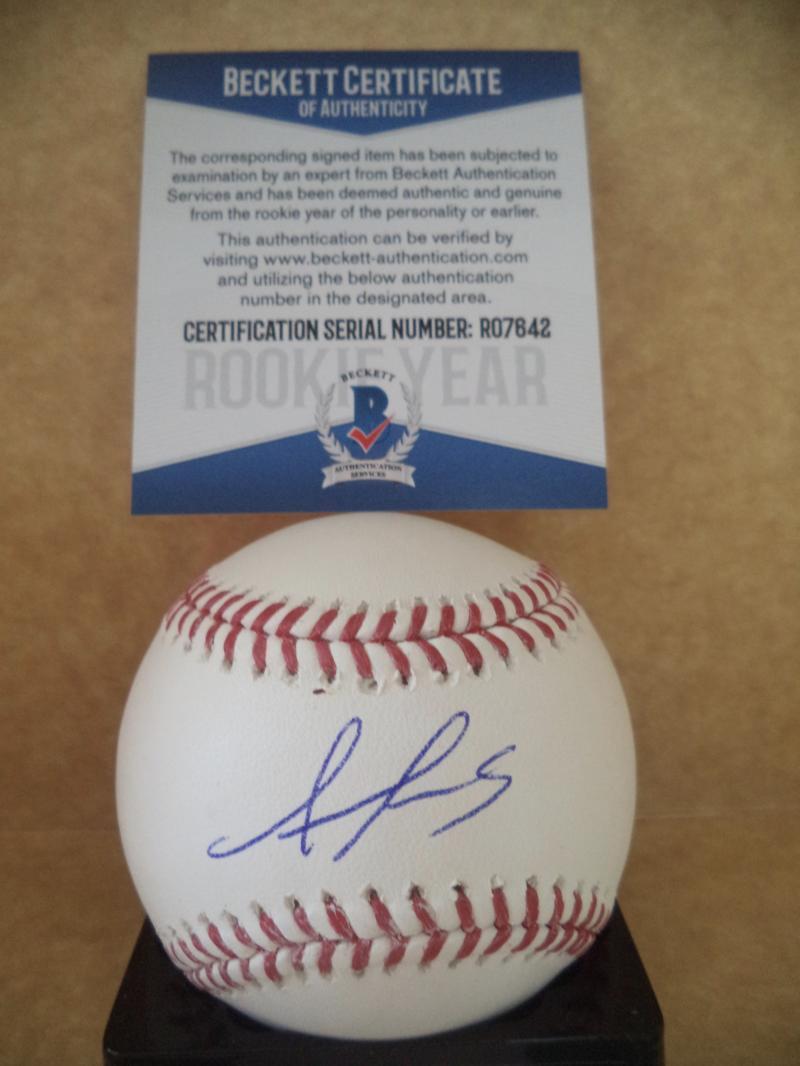 BECKETT CERTIFICATE
OF AUTHENTICITY
The corresponding signed item has been subjected to
examination by an expert from Beckett Authentication
Services and has been deemed authentic and genuine
from the rookie year of the personality or earlier.
This authentication can be verified by
visiting www.beckett-authentication.com
and utilizing the below authentication
number in the designated area.
CERTIFICATION SERIAL NUMBER: R07642
ROOKIE YEAR
BECKETT
B
AUTHENTICATION
SERVICES